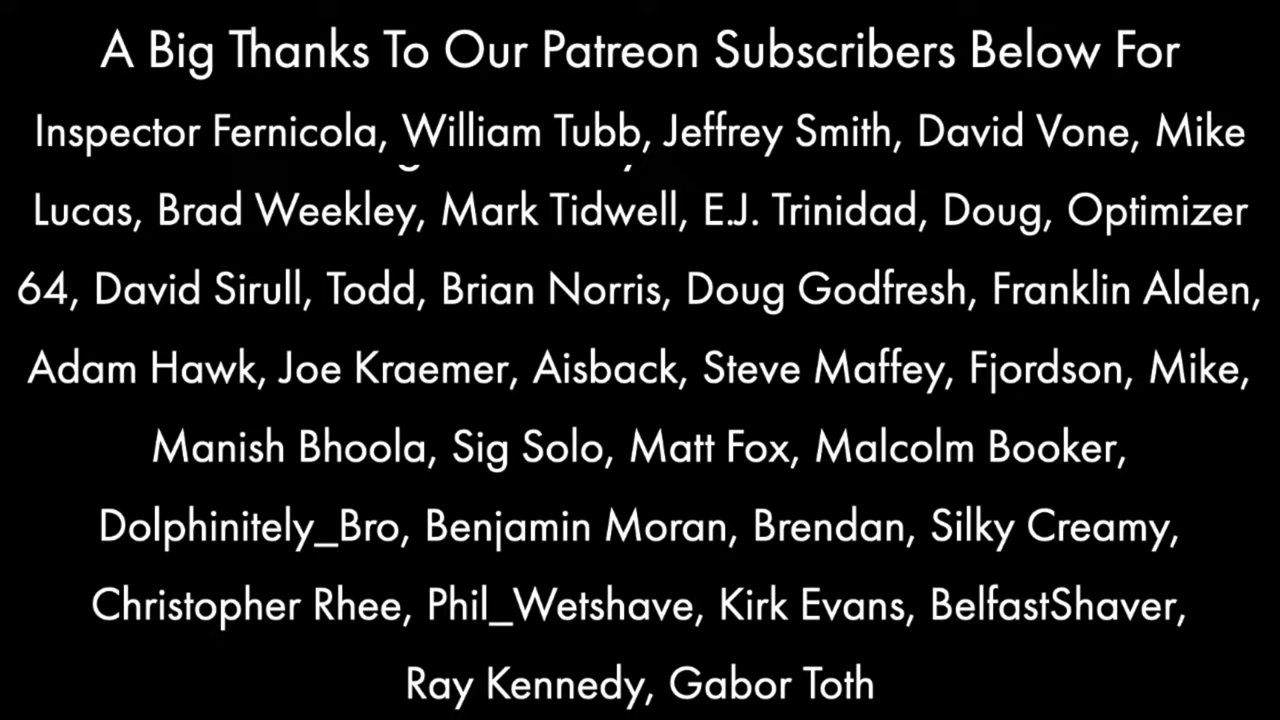 A Big Thanks To Our Patreon Subscribers Below For
Inspector Fernicola, William Tubb, Jeffrey Smith, David Vone, Mike
Lucas, Brad Weekley, Mark Tidwell, E.J. Trinidad, Doug, Optimizer
64, David Sirull, Todd, Brian Norris, Doug Godfresh, Franklin Alden,
Adam Hawk, Joe Kraemer, Aisback, Steve Maffey, Fjordson, Mike,
Manish Bhoola, Sig Solo, Matt Fox, Malcolm Booker,
Dolphinitely_Bro, Benjamin Moran, Brendan, Silky Creamy,
Christopher Rhee, Phil_Wetshave, Kirk Evans, BelfastShaver,
Ray Kennedy, Gabor Toth